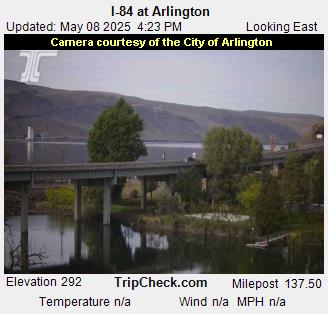 I-84 at Arlington
Updated: May 08 2025 4:23 PM Looking East
Camera courtesy of the City of Arlington
Elevation 292 TripCheck.com Milepost 137.50
Temperature n/a Wind n/a MPH n/a